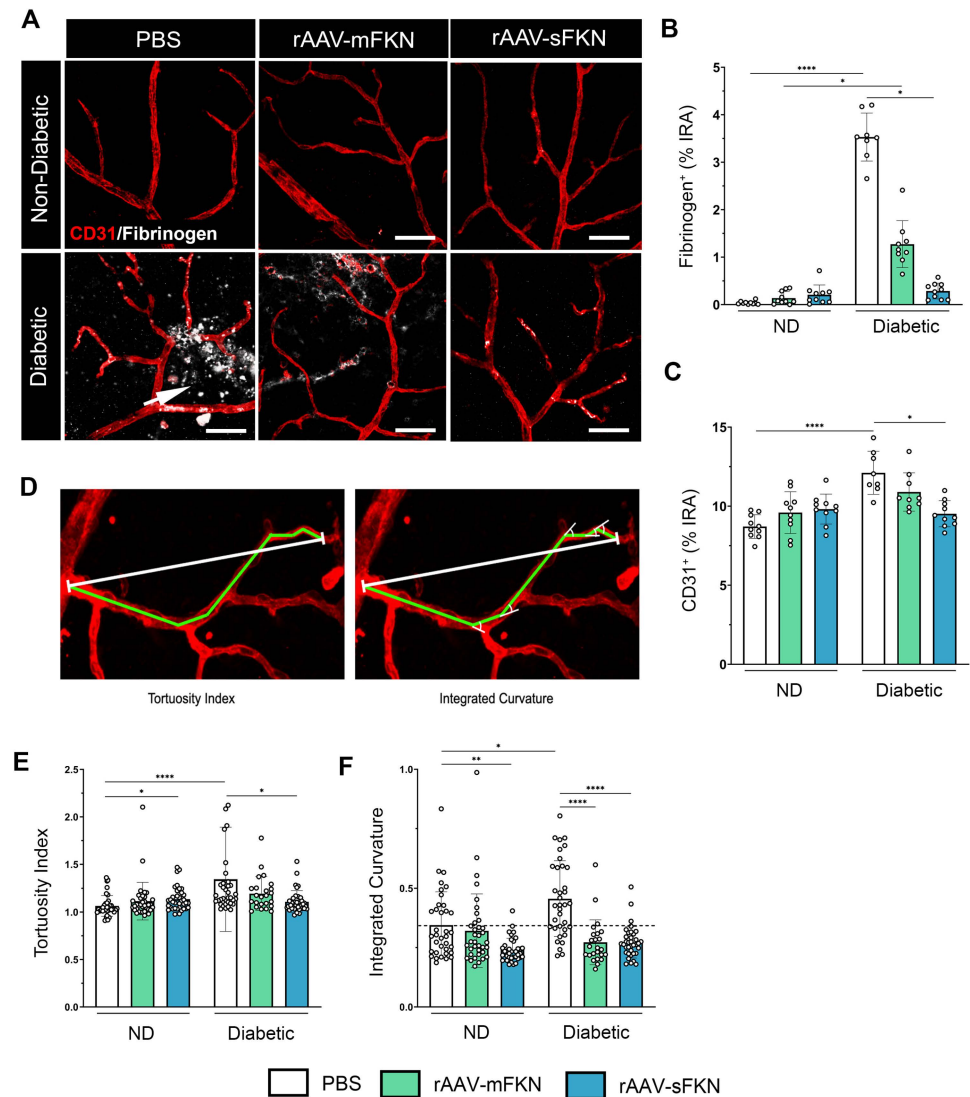 A
PBS
rAAV-mFKN
rAAV-sFKN
Non-Diabetic
CD31/Fibrinogen
Diabetic
B
Fibrinogen⁺ (% IRA)
5
4
3
2
1
0
ND
Diabetic
****
*
*
C
CD31⁺ (% IRA)
15
10
5
0
ND
Diabetic
****
*
D
Tortuosity Index
Integrated Curvature
E
Tortuosity Index
2.5
2.0
1.5
1.0
0.5
0.0
ND
Diabetic
****
*
*
F
Integrated Curvature
1.0
0.5
0.0
ND
Diabetic
*
**
****
****
PBS
rAAV-mFKN
rAAV-sFKN